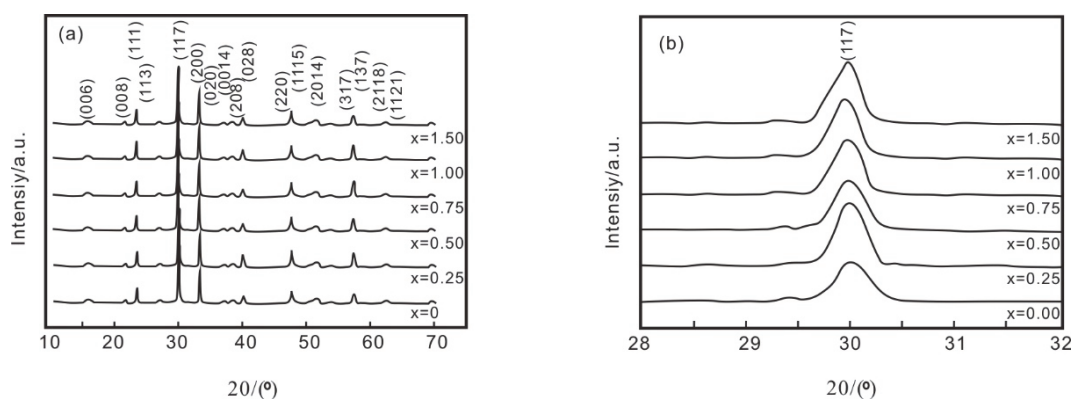 (a)
(006)
(008)
(111)
(113)
(117)
(200)
(020)
(0014)
(208)
(028)
(220)
(1115)
(2014)
(317)
(137)
(2118)
(1121)
x=1.50
x=1.00
x=0.75
x=0.50
x=0.25
x=0
Intensiy/a.u.
10 20 30 40 50 60 70
20/(º)
(b)
(117)
x=1.50
x=1.00
x=0.75
x=0.50
x=0.25
x=0.00
Intensiy/a.u.
28 29 30 31 32
20/(º)